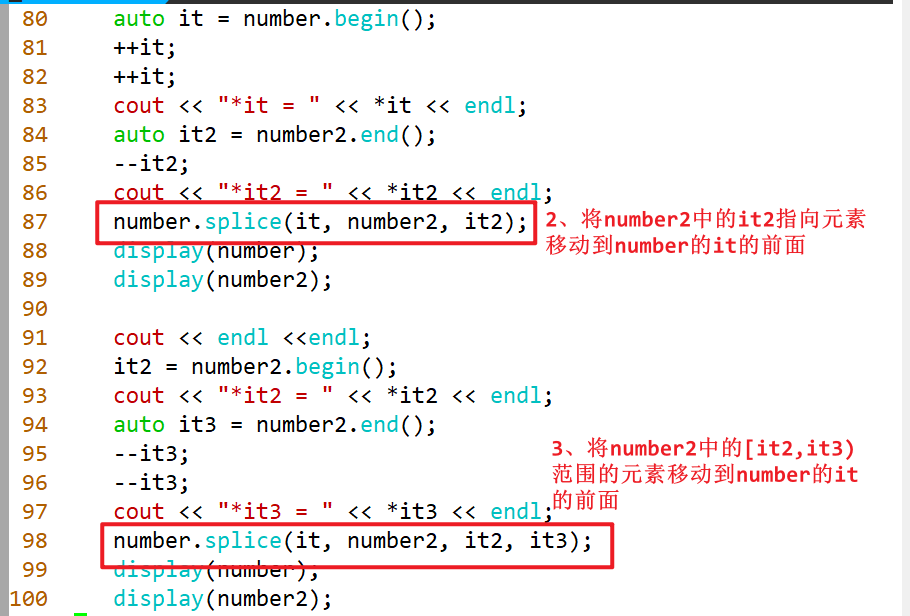 80 auto it = number.begin();
81 ++it;
82 ++it;
83 cout << "*it = " << *it << endl;
84 auto it2 = number2.end();
85 --it2;
86 cout << "*it2 = " << *it2 << endl;
87 number.splice(it, number2, it2);
2、将number2中的it2指向元素
移动到number的it的前面
88 display(number);
89 display(number2);
90
91 cout << endl <<endl;
92 it2 = number2.begin();
93 cout << "*it2 = " << *it2 << endl;
94 auto it3 = number2.end();
95 --it3;
96 --it3;
97 cout << "*it3 = " << *it3 << endl;
3、将number2中的[it2,it3)
范围的元素移动到number的it
的前面
98 number.splice(it, number2, it2, it3);
99 display(number);
100 display(number2);